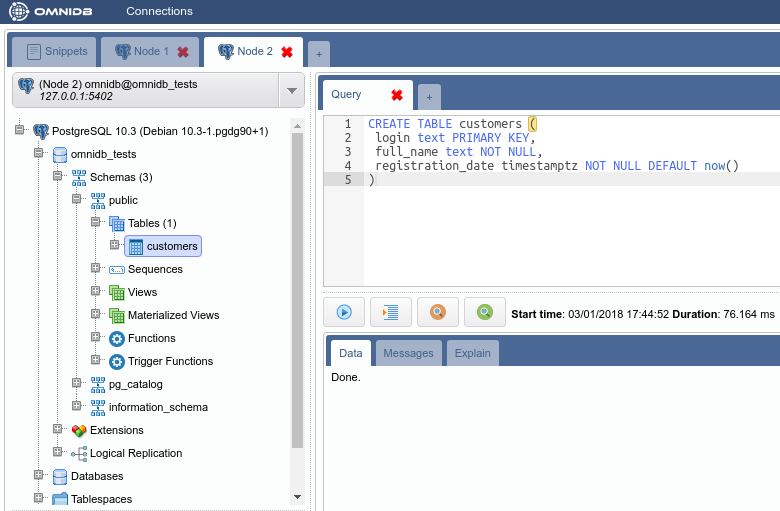 OMNIDB Connections
Snippets Node 1 Node 2 +
(Node 2) omnidb@omnidb_tests
127.0.0.1:5402
PostgreSQL 10.3 (Debian 10.3-1.pgdg90+1)
omnidb_tests
Schemas (3)
public
Tables (1)
customers
Sequences
Views
Materialized Views
Functions
Trigger Functions
pg_catalog
information_schema
Extensions
Logical Replication
Databases
Tablespaces
Query +
1 CREATE TABLE customers (
2 login text PRIMARY KEY,
3 full_name text NOT NULL,
4 registration_date timestamptz NOT NULL DEFAULT now()
5 )
Start time: 03/01/2018 17:44:52 Duration: 76.164 ms
Data Messages Explain
Done.